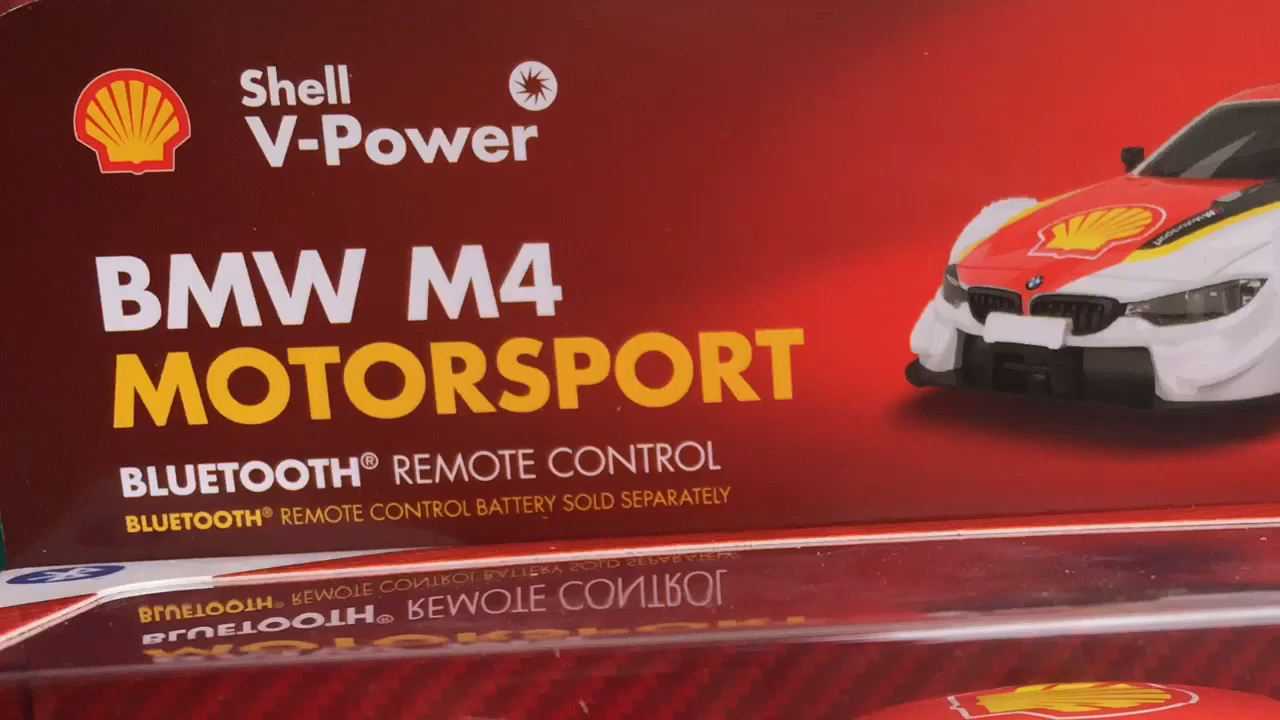 Shell
V-Power
BMW M4
MOTORSPORT
BLUETOOTH® REMOTE CONTROL
BLUETOOTH® REMOTE CONTROL BATTERY SOLD SEPARATELY